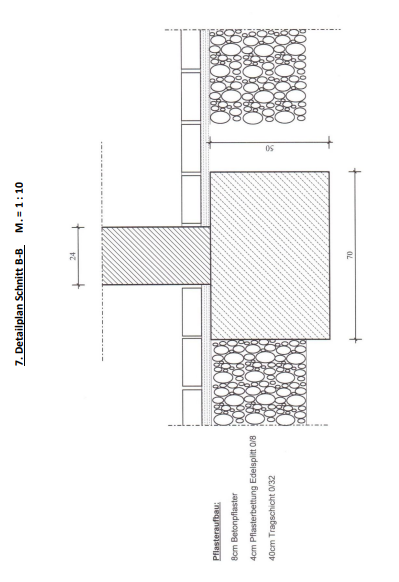 7. Detailplan Schnitt B-B M. = 1 : 10
24
50
70
Pflasteraufbau:
8cm Betonpflaster
4cm Pflasterbettung Edelsplitt 0/8
40cm Tragschicht 0/32